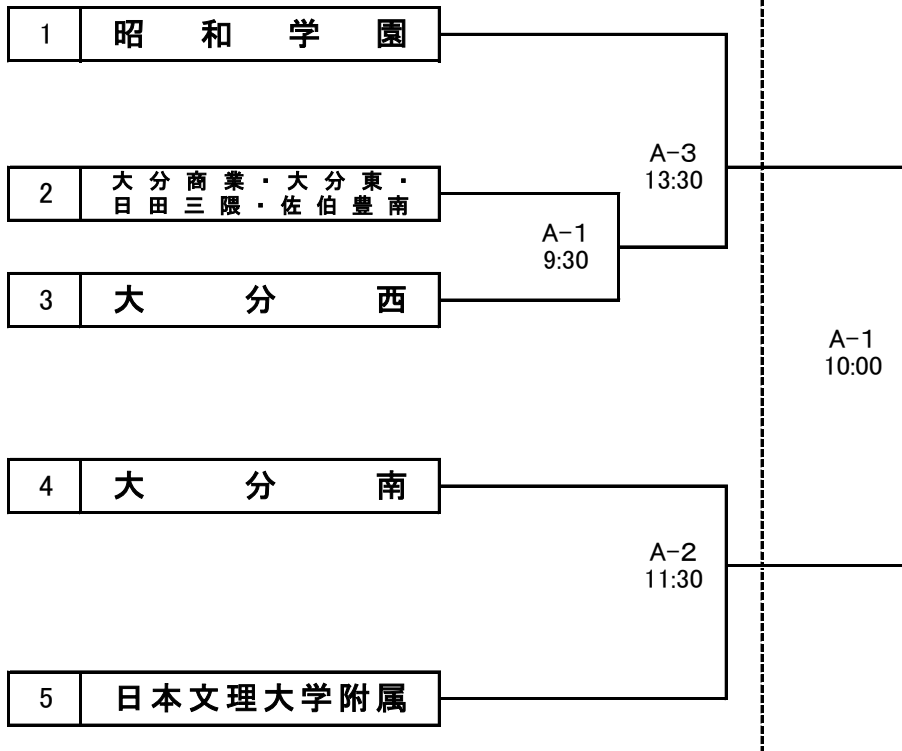 1 昭和学園
A-3
13:30
2 大分商業・大分東・
日田三隈・佐伯豊南
A-1
9:30
3 大分西
A-1
10:00
4 大分南
A-2
11:30
5 日本文理大学附属